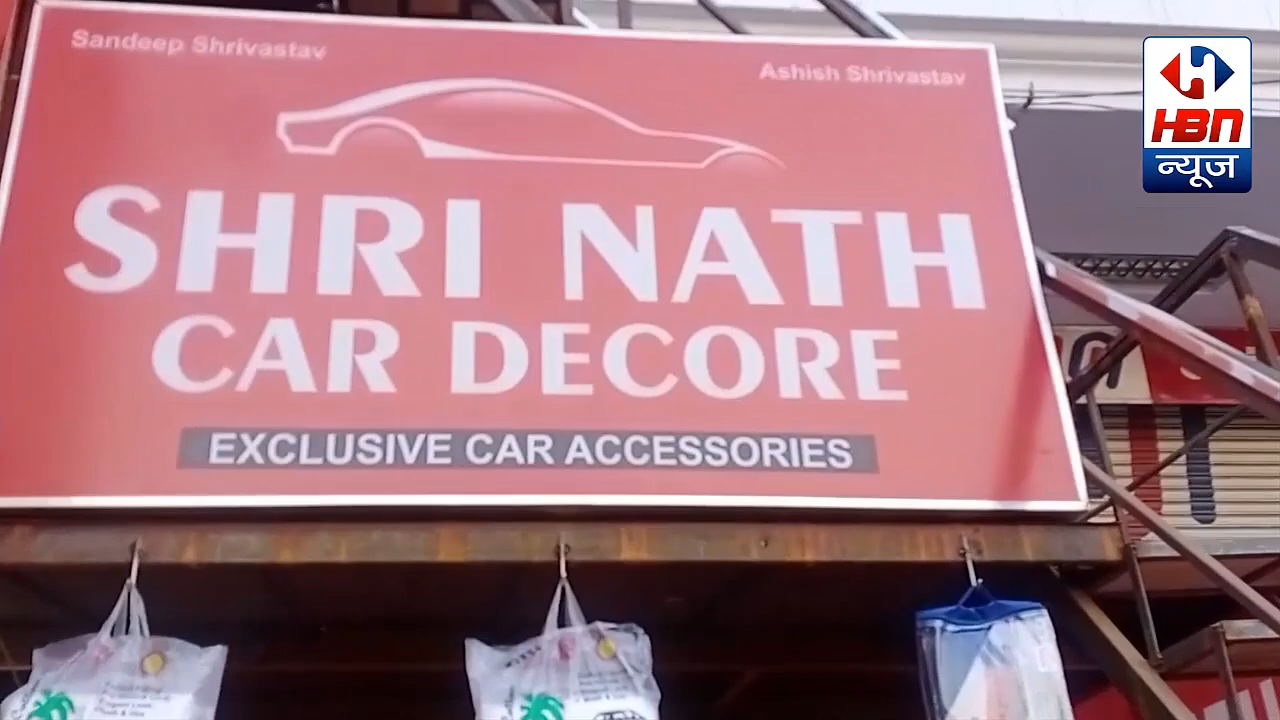 Sandeep Shrivastav
Ashish Shrivastav
SHRI NATH
CAR DECORE
EXCLUSIVE CAR ACCESSORIES
HBN
न्यूज